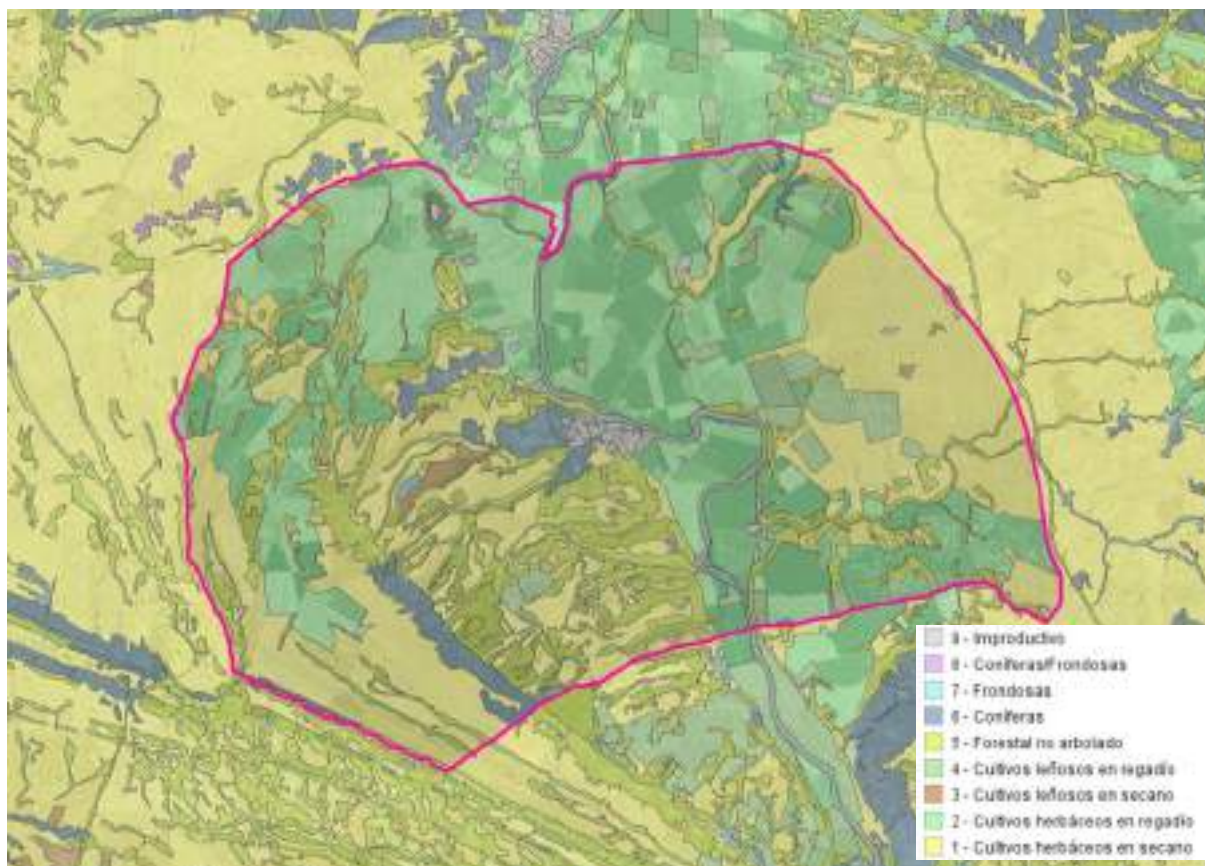 9 - Improductivo
8 - Coníferas/Frondosas
7 - Frondosas
6 - Coníferas
5 - Forestal no arbolado
4 - Cultivos leñosos en regadío
3 - Cultivos leñosos en secano
2 - Cultivos herbáceos en regadío
1 - Cultivos herbáceos en secano